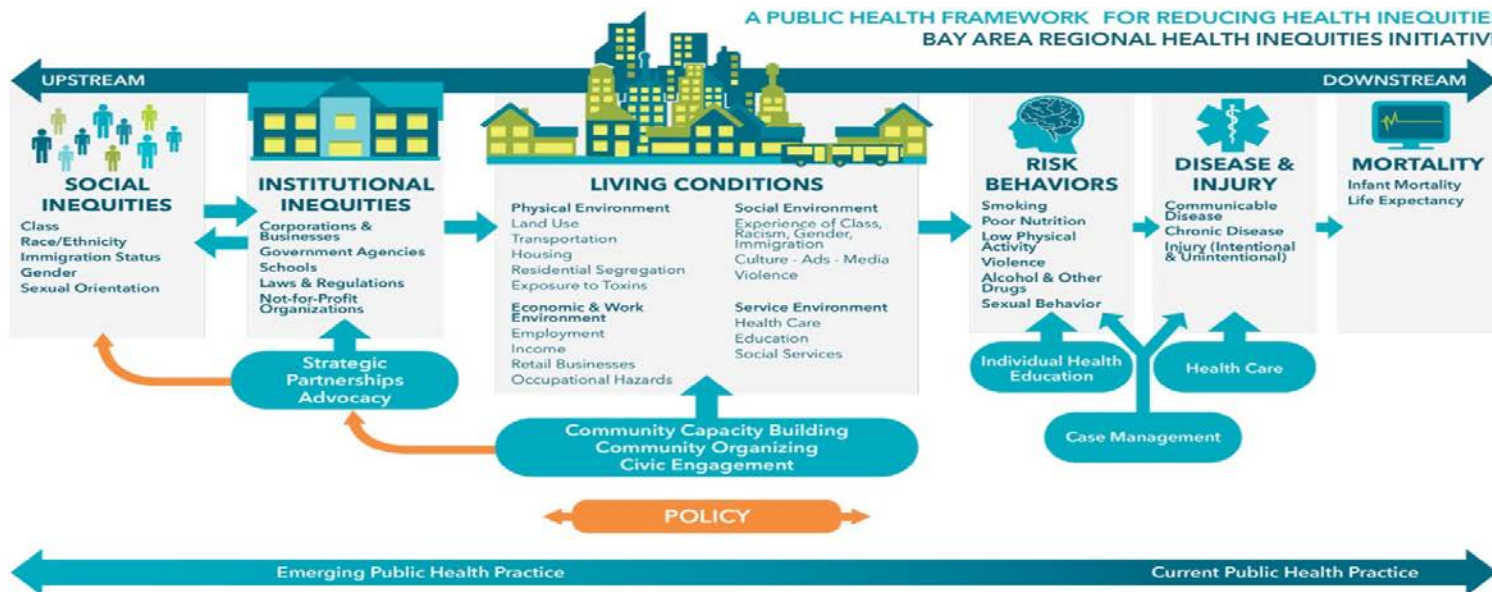 A PUBLIC HEALTH FRAMEWORK FOR REDUCING HEALTH INEQUITIE
BAY AREA REGIONAL HEALTH INEQUITIES INITIATIV
UPSTREAM
DOWNSTREAM
SOCIAL
INEQUITIES
Class
Race/Ethnicity
Immigration Status
Gender
Sexual Orientation
INSTITUTIONAL
INEQUITIES
Corporations &
Businesses
Government Agencies
Schools
Laws & Regulations
Not-for-Profit
Organizations
LIVING CONDITIONS
Physical Environment
Land Use
Transportation
Housing
Residential Segregation
Exposure to Toxins
Economic & Work
Environment
Employment
Income
Retail Businesses
Occupational Hazards
Social Environment
Experience of Class,
Racism, Gender,
Immigration
Culture - Ads - Media
Violence
Service Environment
Health Care
Education
Social Services
RISK
BEHAVIORS
Smoking
Poor Nutrition
Low Physical
Activity
Violence
Alcohol & Other
Drugs
Sexual Behavior
DISEASE &
INJURY
Communicable
Disease
Chronic Disease
Injury (Intentional
& Unintentional)
MORTALITY
Infant Mortality
Life Expectancy
Strategic
Partnerships
Advocacy
Community Capacity Building
Community Organizing
Civic Engagement
Individual Health
Education
Health Care
Case Management
POLICY
Emerging Public Health Practice
Current Public Health Practice